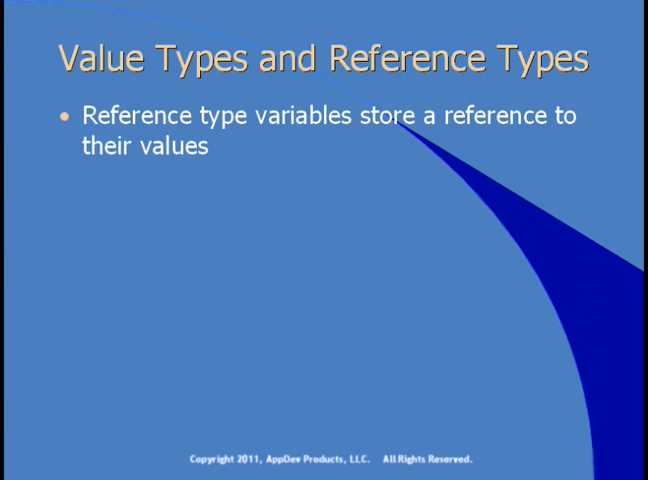 Value Types and Reference Types
• Reference type variables store a reference to
their values
Copyright 2011, AppDev Products, LLC. All Rights Reserved.